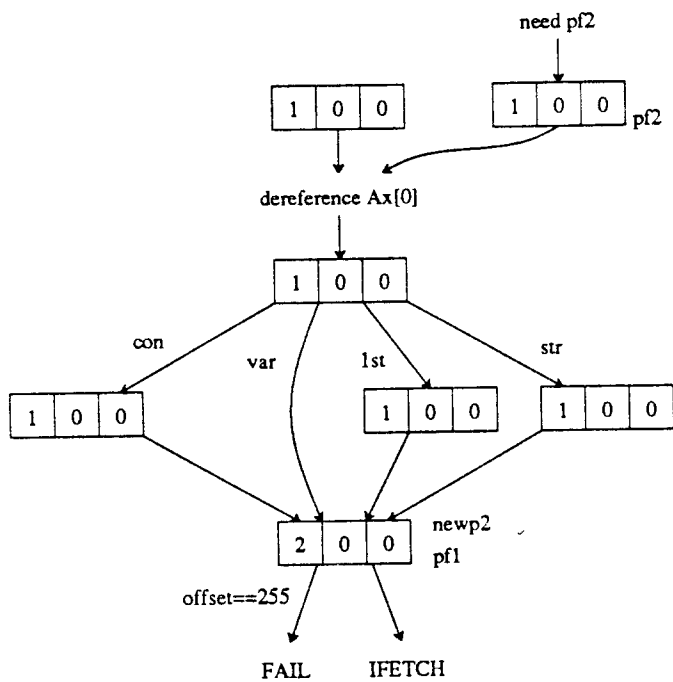 need pf2
1 0 0
1 0 0
pf2
dereference Ax[0]
1 0 0
con
var
1st
str
1 0 0
1 0 0
1 0 0
2 0 0
newp2
pf1
offset==255
FAIL
IFETCH